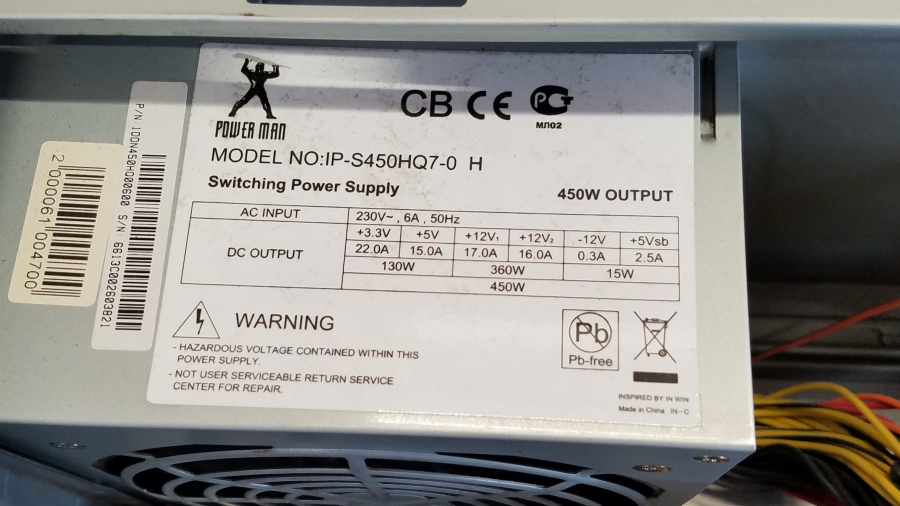 POWER MAN
CB CE PG
МЛ02
MODEL NO:IP-S450HQ7-0 H
Switching Power Supply
450W OUTPUT
AC INPUT 230V~ , 6A , 50Hz
DC OUTPUT +3.3V +5V +12V₁ +12V₂ -12V +5Vsb
22.0A 15.0A 17.0A 16.0A 0.3A 2.5A
130W 360W 15W
450W
WARNING
- HAZARDOUS VOLTAGE CONTAINED WITHIN THIS
POWER SUPPLY.
- NOT USER SERVICEABLE RETURN SERVICE
CENTER FOR REPAIR.
Pb
Pb-free
INSPIRED BY IN WIN
Made in China IN-C
P/N: 1DDN450HD00600 S/N: 6613C002603821
2 000061 004700